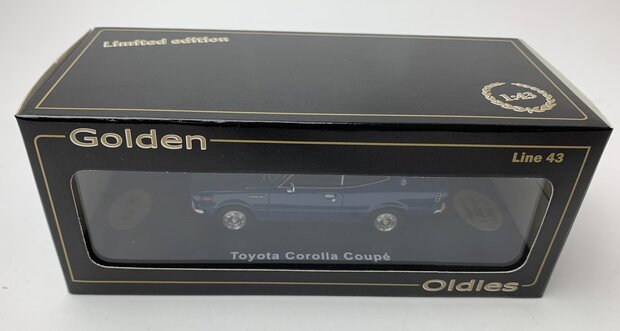 Limited edition
1:43
Golden
Line 43
Toyota Corolla Coupé
Oldies